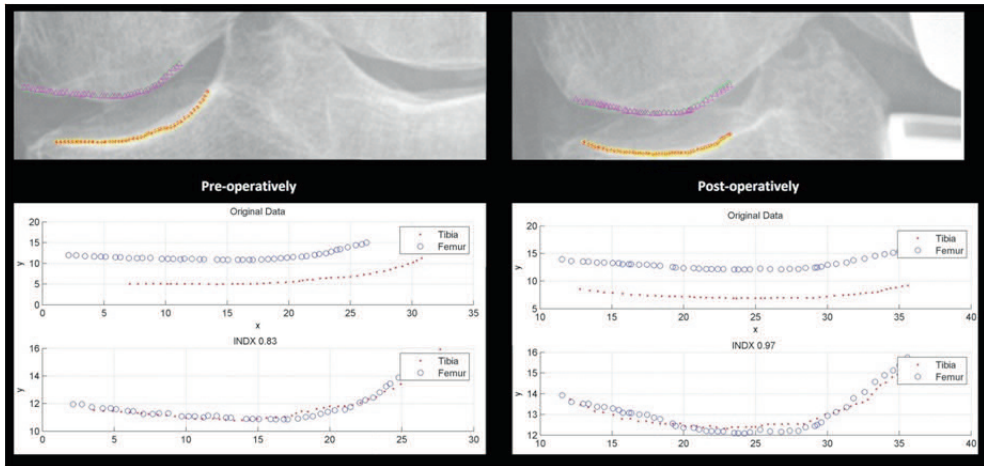 Pre-operatively
Post-operatively
Original Data
20
15
10
5
0
y
0 5 10 15 20 25 30 35
x
Tibia
Femur
INDX 0.83
16
14
12
10
y
0 5 10 15 20 25 30
Tibia
Femur
Original Data
20
15
10
5
y
10 15 20 25 30 35 40
x
Tibia
Femur
INDX 0.97
16
15
14
13
12
y
10 15 20 25 30 35 40
Tibia
Femur